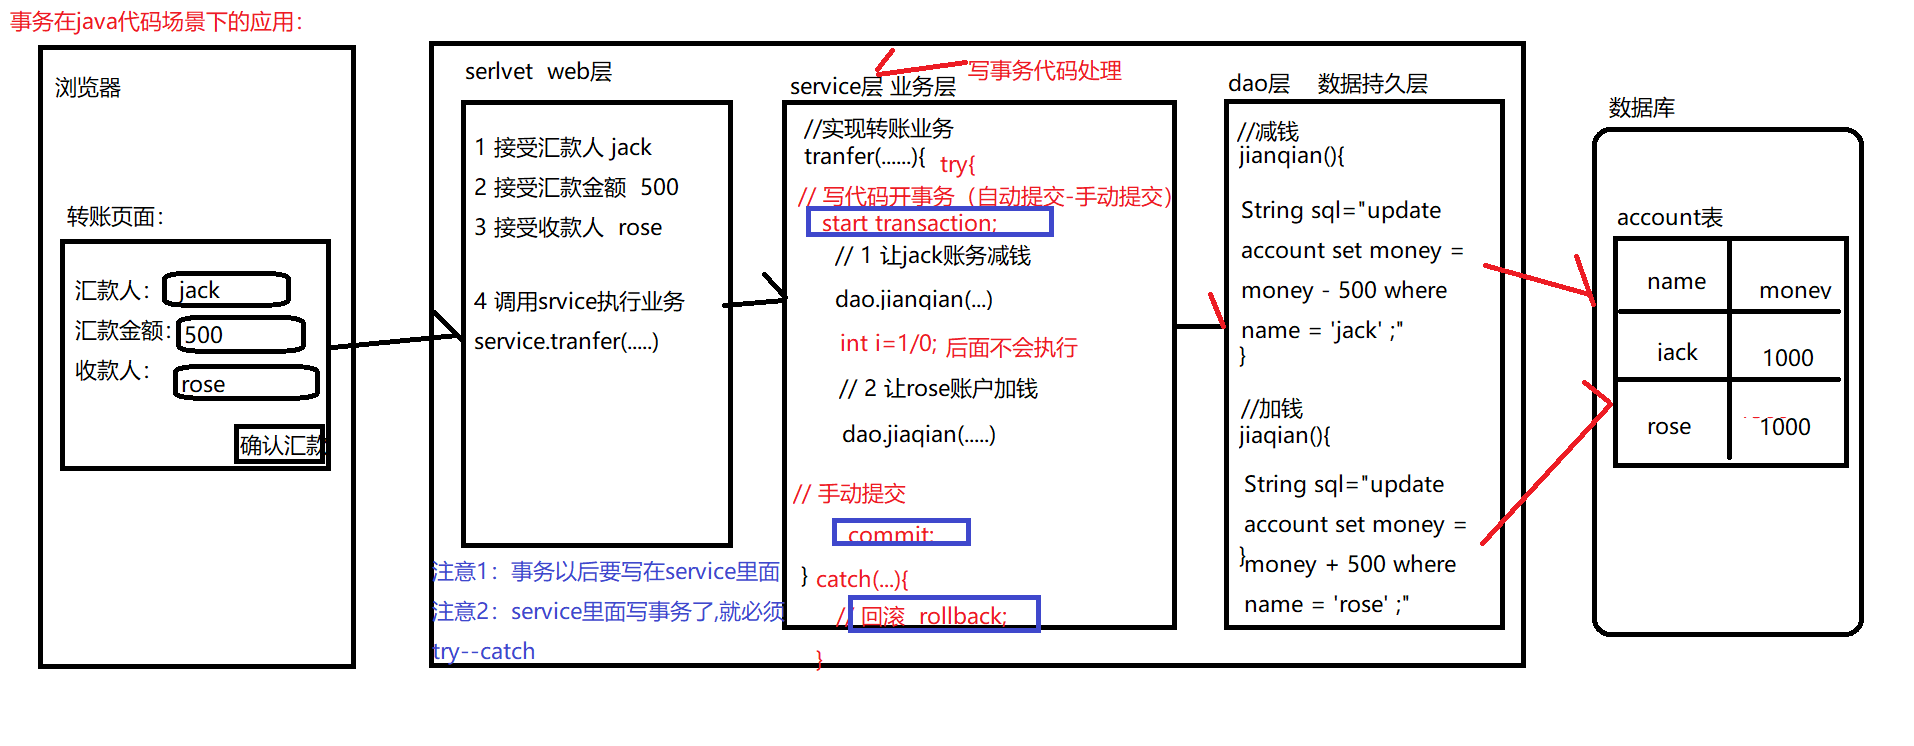 事务在java代码场景下的应用：
浏览器
转账页面：
汇款人： jack
汇款金额： 500
收款人： rose
确认汇款
serlvet web层
1 接受汇款人 jack
2 接受汇款金额 500
3 接受收款人 rose
4 调用srvice执行业务
service.tranfer(.....)
注意1：事务以后要写在service里面
注意2：service里面写事务了,就必须
try--catch
写事务代码处理
service层 业务层
//实现转账业务
tranfer(......){ try{
// 写代码开事务（自动提交-手动提交）
start transaction;
// 1 让jack账务减钱
dao.jianqian(...)
int i=1/0; 后面不会执行
// 2 让rose账户加钱
dao.jiaqian(.....)
// 手动提交
commit;
} catch(...){
// 回滚 rollback;
}
dao层 数据持久层
//减钱
jianqian(){
String sql="update
account set money =
money - 500 where
name = 'jack' ;"
}
//加钱
jiaqian(){
String sql="update
account set money =
}
money + 500 where
name = 'rose' ;"
数据库
account表
name money
jack 1000
rose 1000